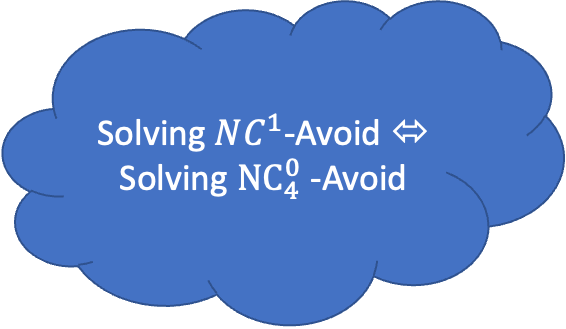 Solving 𝑁𝐶¹-Avoid ⇔
Solving NC⁰₄ -Avoid